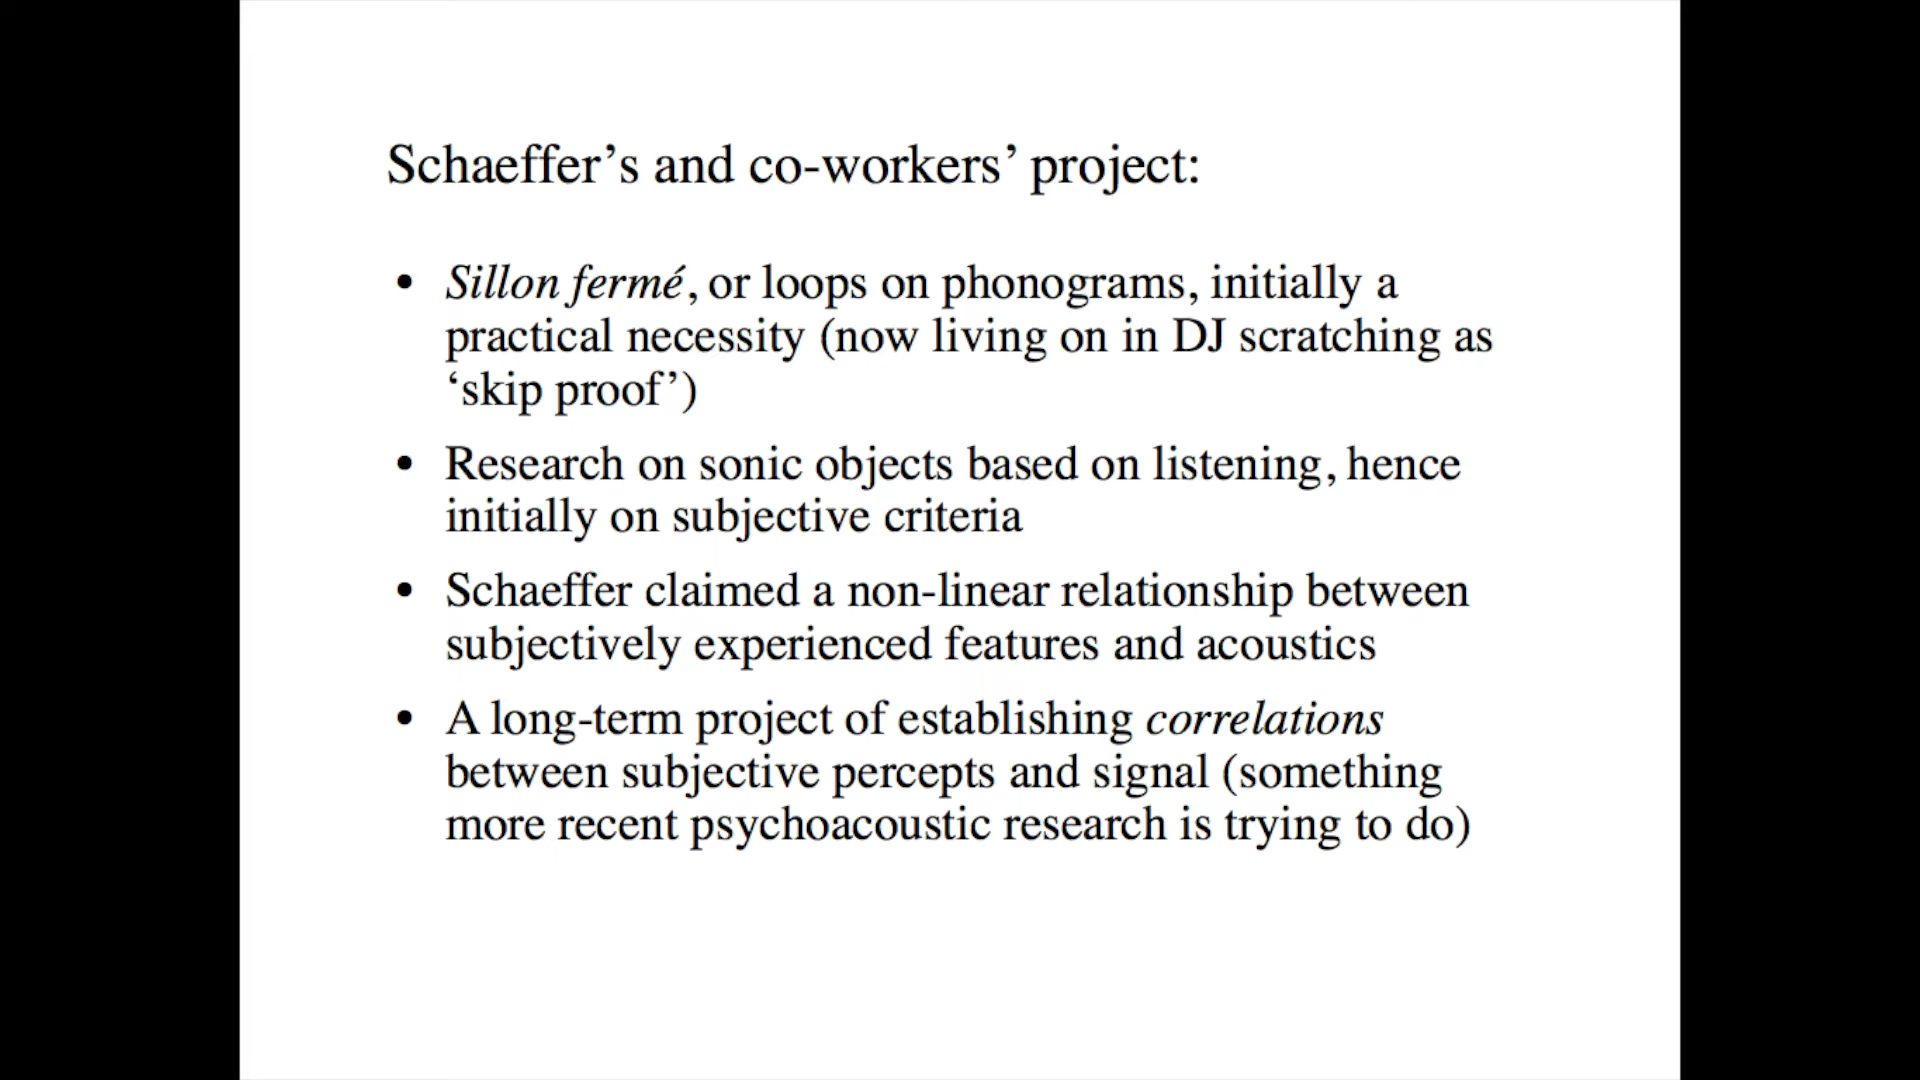 Schaeffer’s and co-workers’ project:
• Sillon fermé, or loops on phonograms, initially a
practical necessity (now living on in DJ scratching as
‘skip proof’)
• Research on sonic objects based on listening, hence
initially on subjective criteria
• Schaeffer claimed a non-linear relationship between
subjectively experienced features and acoustics
• A long-term project of establishing correlations
between subjective percepts and signal (something
more recent psychoacoustic research is trying to do)